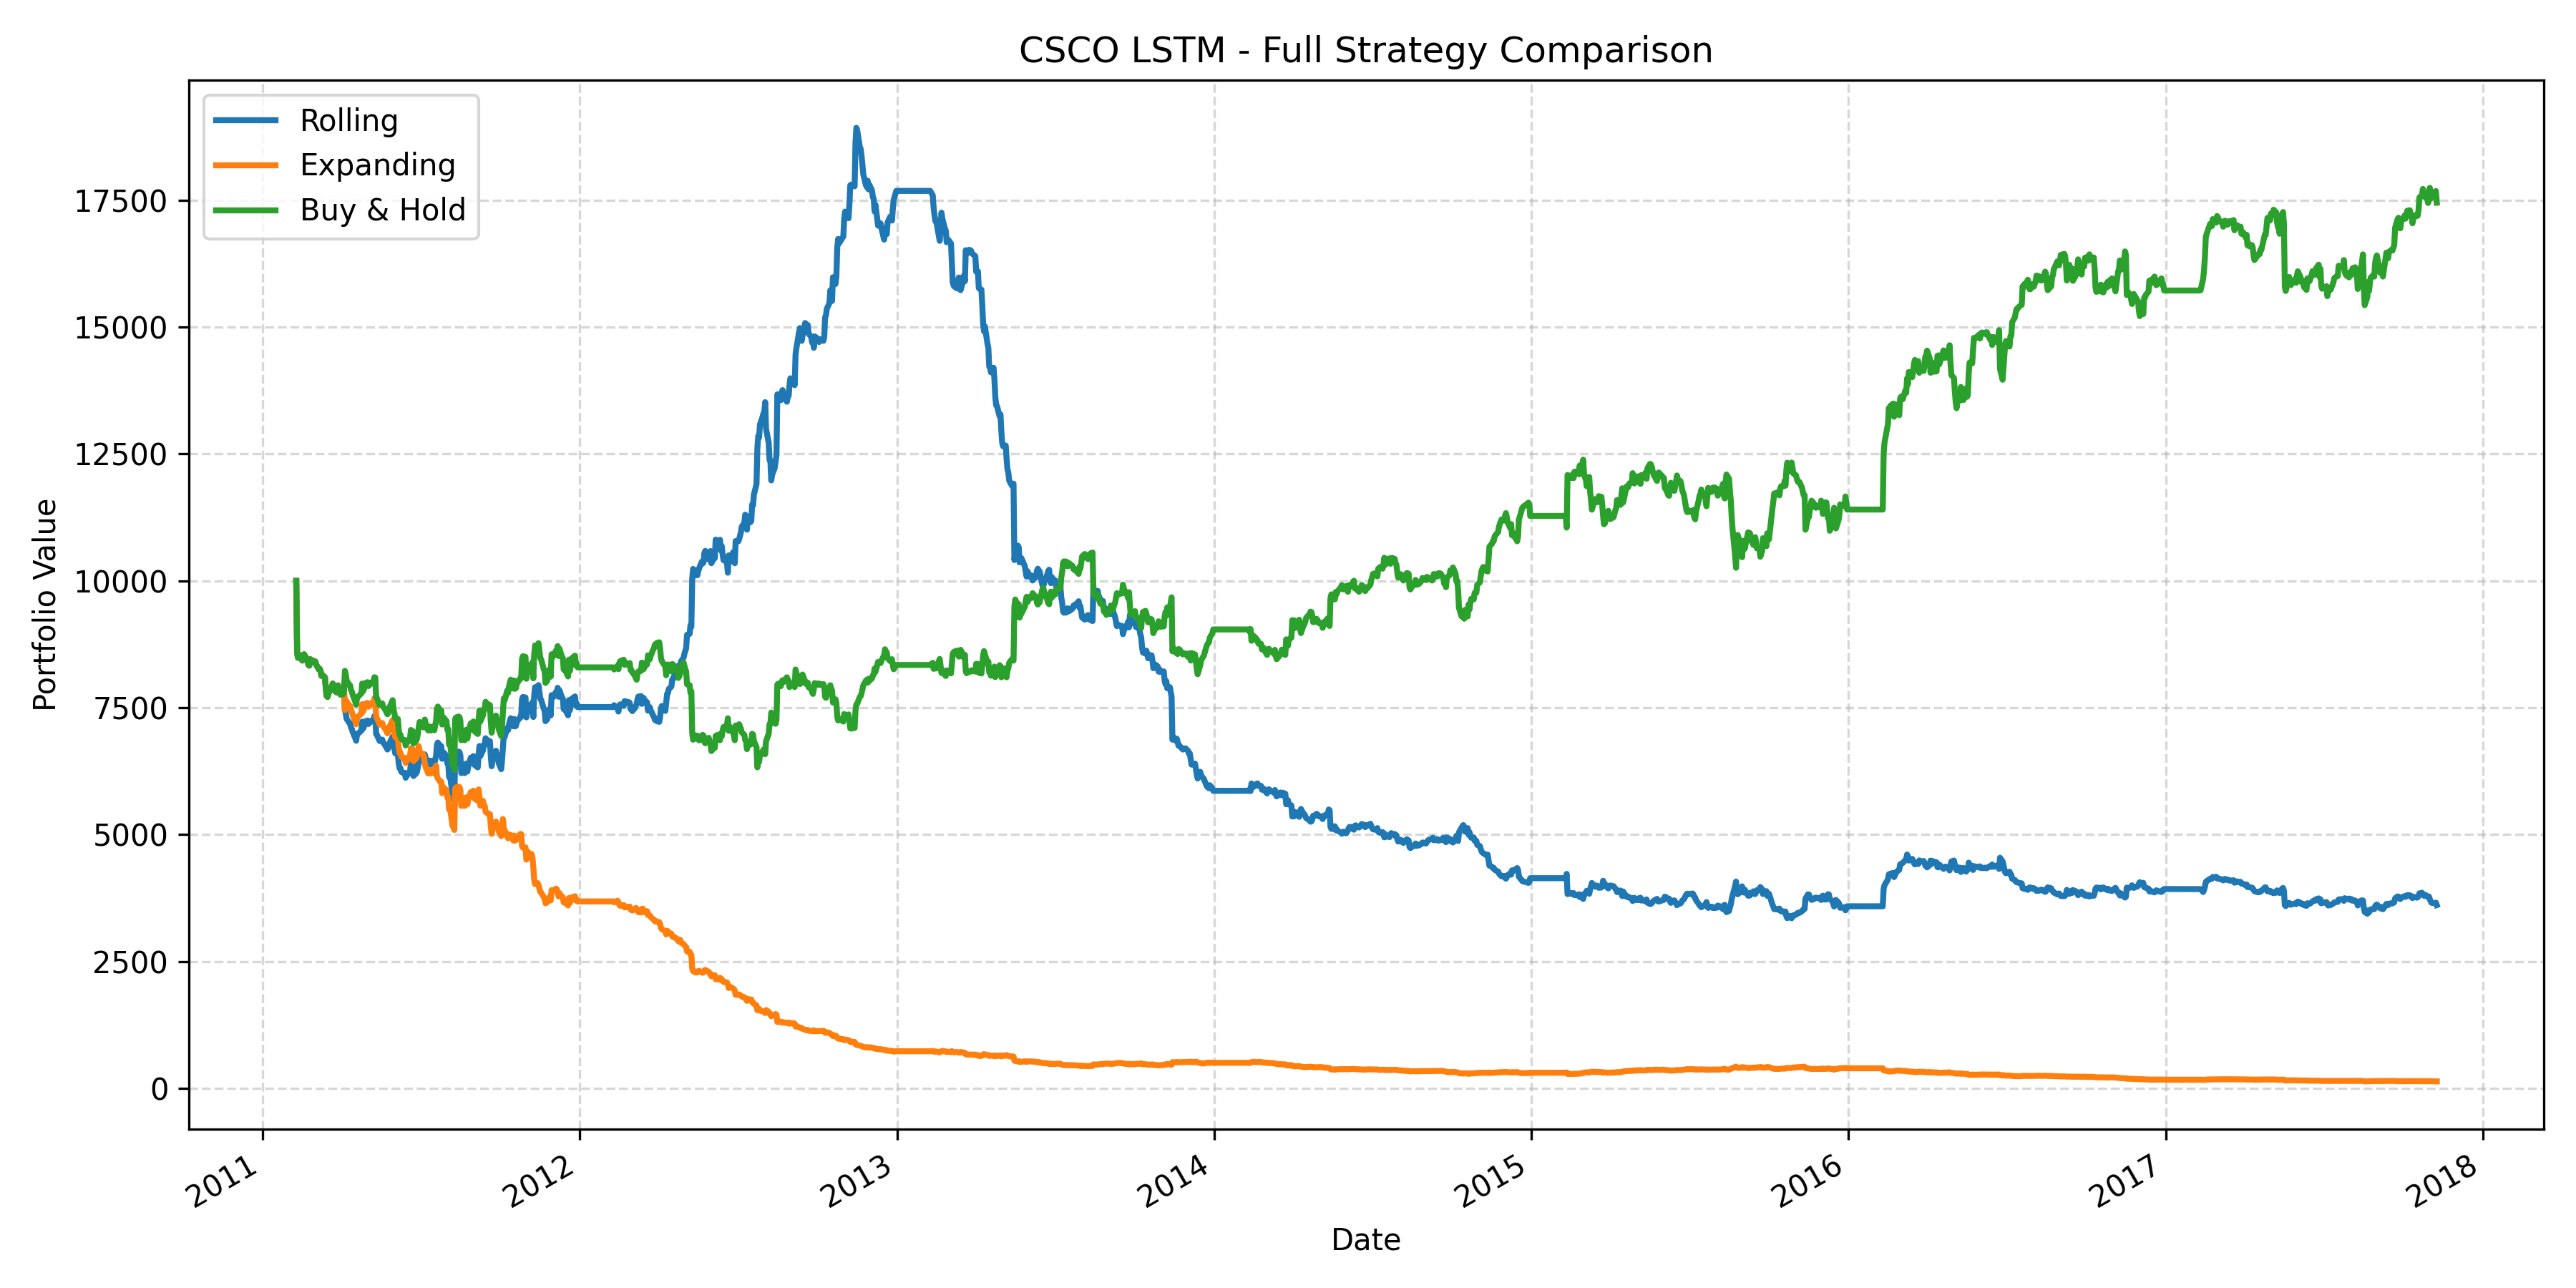 CSCO LSTM - Full Strategy Comparison
Rolling
Expanding
Buy & Hold
Portfolio Value
17500
15000
12500
10000
7500
5000
2500
0
2011
2012
2013
2014
2015
2016
2017
2018
Date